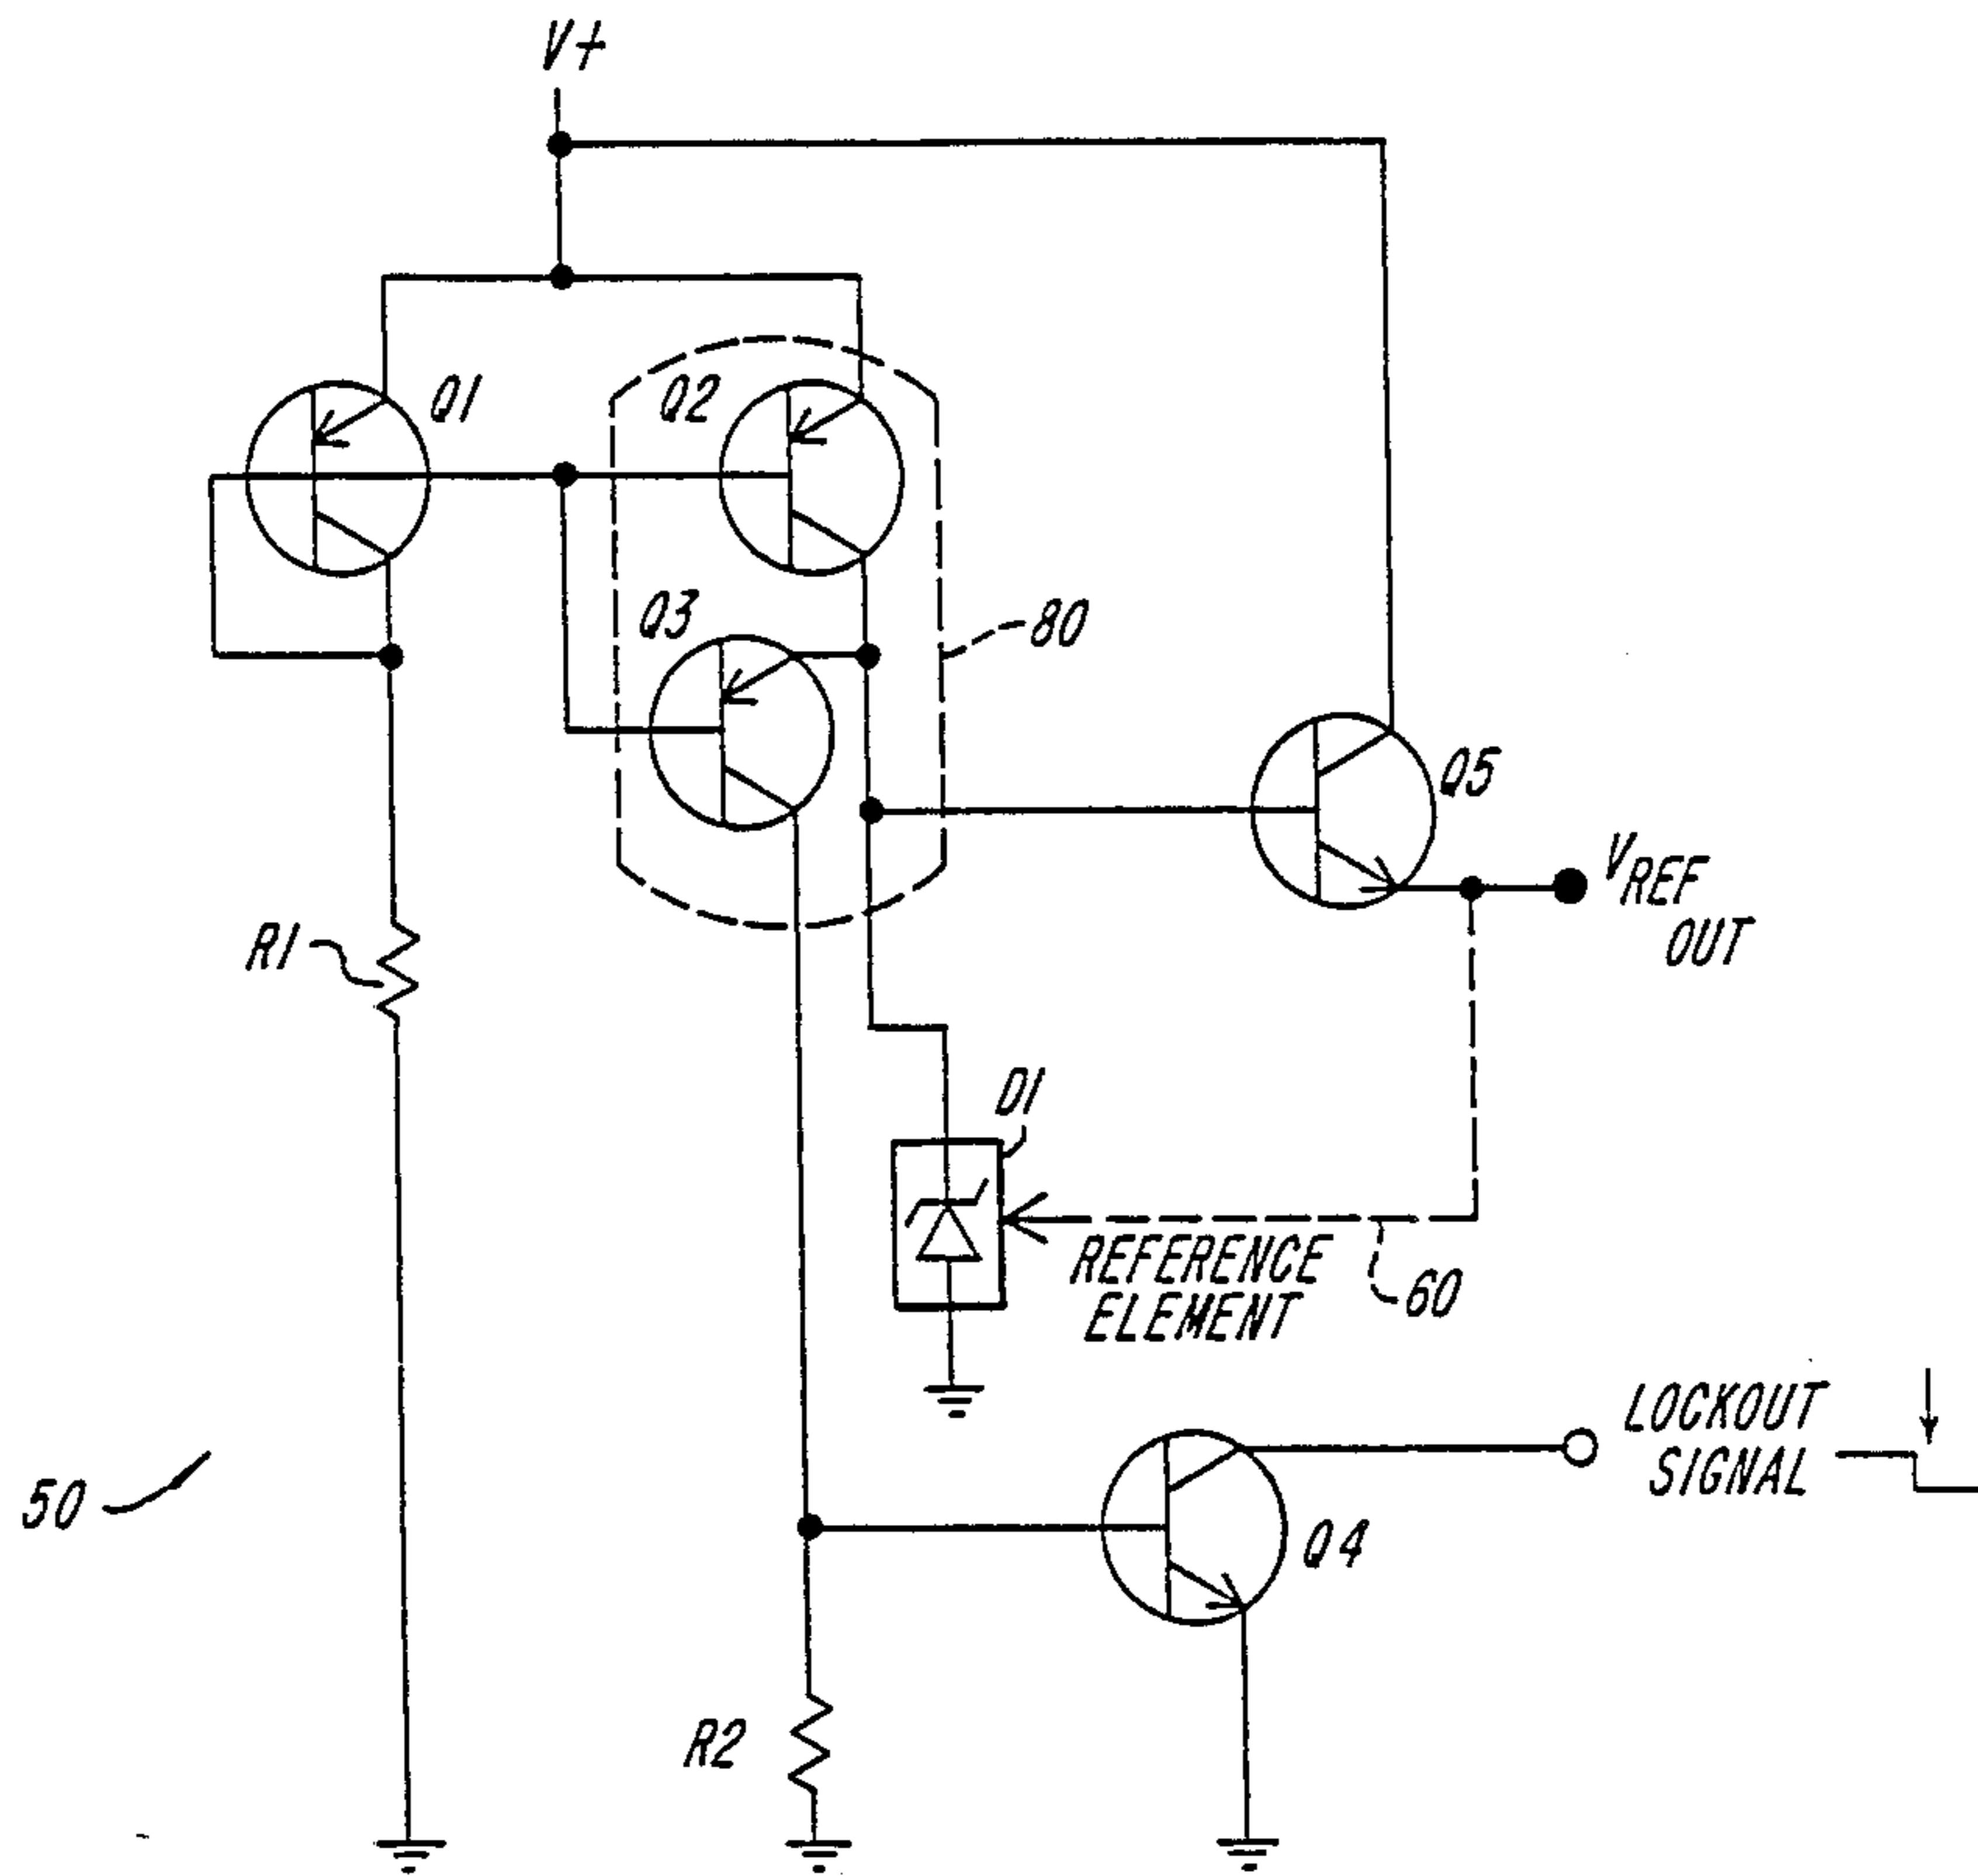 V+
Q1
Q2
Q3
80
Q5
VREF
OUT
R1
D1
REFERENCE
ELEMENT
60
LOCKOUT
SIGNAL
50
Q4
R2